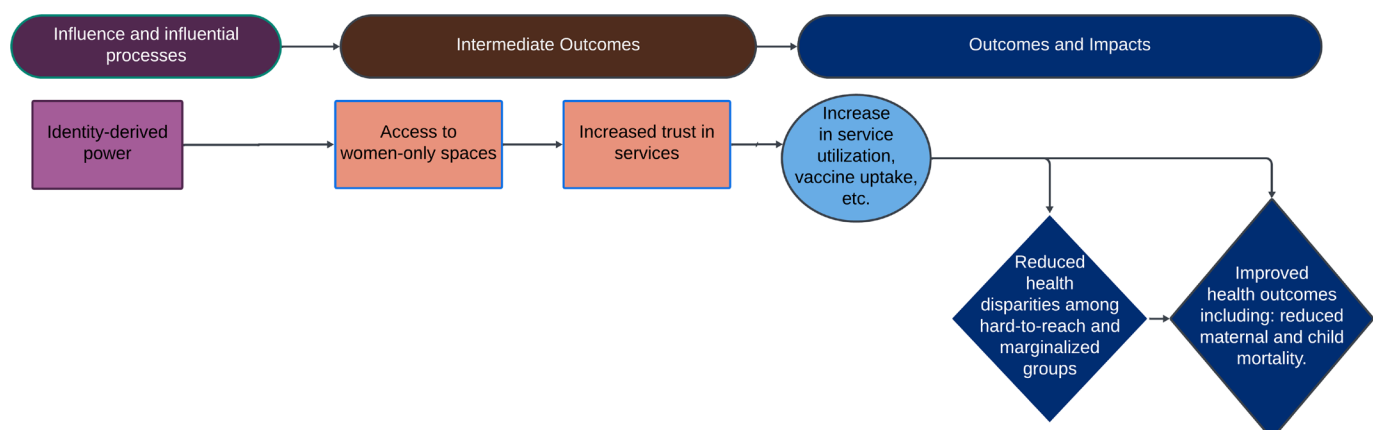 Influence and influential
processes
Intermediate Outcomes
Outcomes and Impacts
Identity-derived
power
Access to
women-only spaces
Increased trust in
services
Increase
in service
utilization,
vaccine uptake,
etc.
Reduced
health
disparities among
hard-to-reach and
marginalized
groups
Improved
health outcomes
including: reduced
maternal and child
mortality.